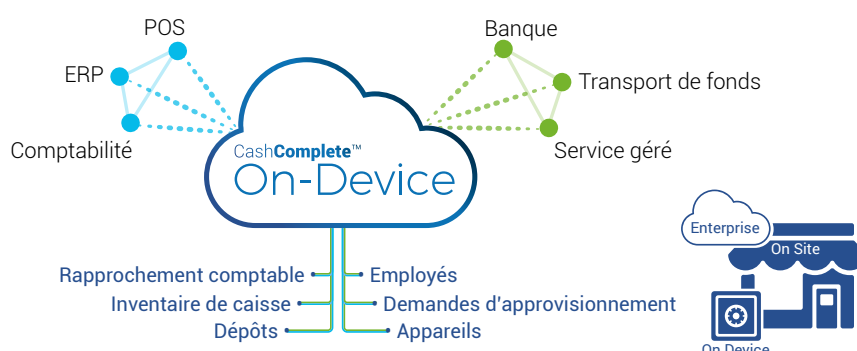 POS
ERP
Comptabilité
Banque
Transport de fonds
Service géré
CashComplete™
On-Device
Rapprochement comptable
Employés
Inventaire de caisse
Demandes d'approvisionnement
Dépôts
Appareils
Enterprise
On Site
On Device